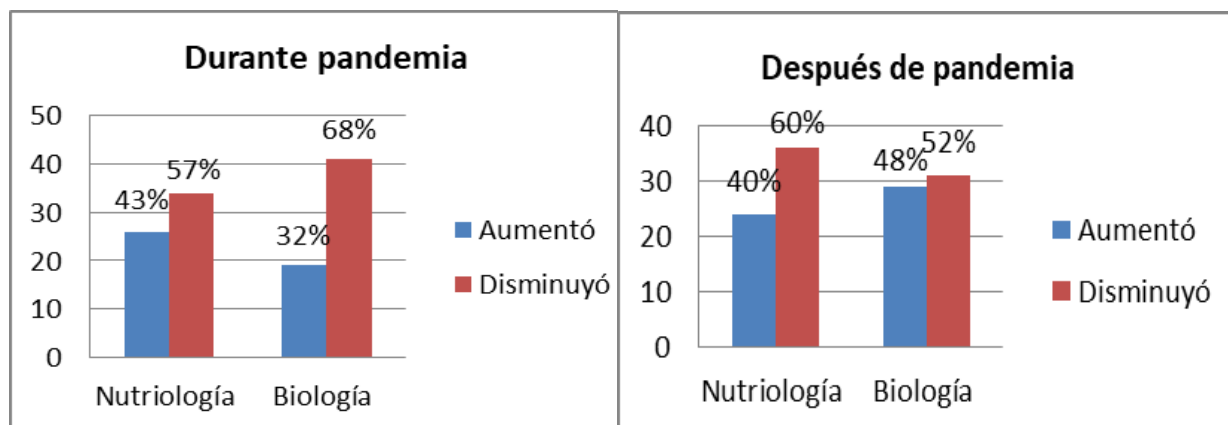 Durante pandemia
50
40
30
20
10
0
43%
57%
32%
68%
Nutriología
Biología
Aumentó
Disminuyó
Después de pandemia
40
30
20
10
0
40%
60%
48%
52%
Nutriología
Biología
Aumentó
Disminuyó